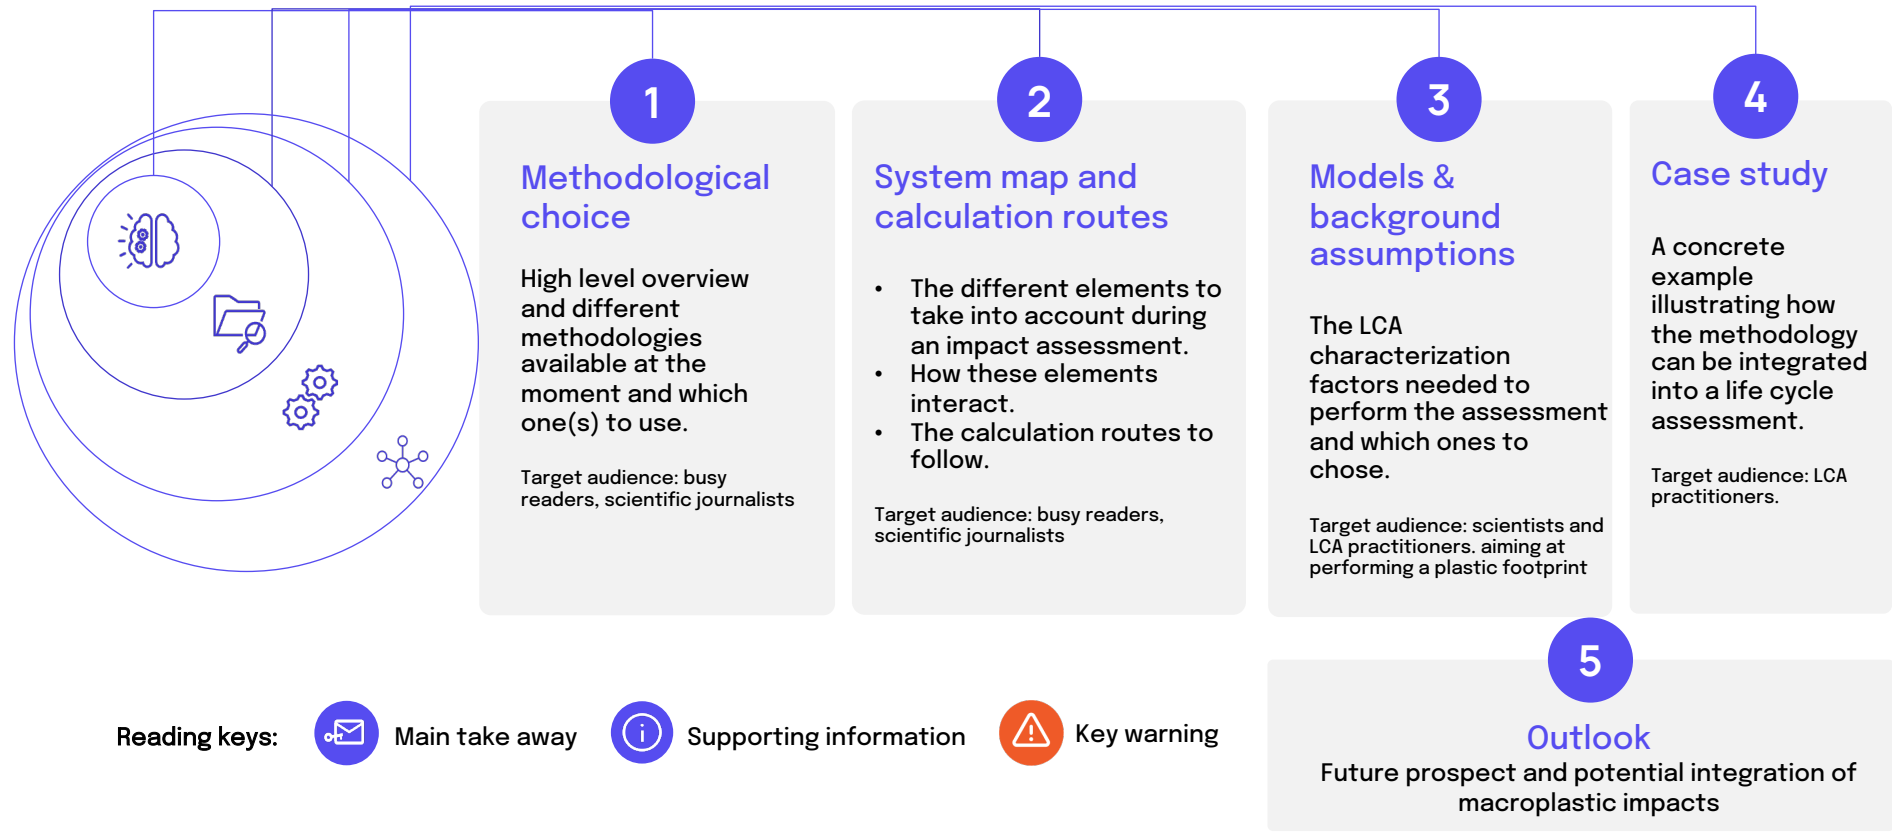 1
Methodological
choice
High level overview
and different
methodologies
available at the
moment and which
one(s) to use.
Target audience: busy
readers, scientific journalists
2
System map and
calculation routes
• The different elements to
take into account during
an impact assessment.
• How these elements
interact.
• The calculation routes to
follow.
Target audience: busy readers,
scientific journalists
3
Models &
background
assumptions
The LCA
characterization
factors needed to
perform the assessment
and which ones to
chose.
Target audience: scientists and
LCA practitioners. aiming at
performing a plastic footprint
4
Case study
A concrete
example
illustrating how
the methodology
can be integrated
into a life cycle
assessment.
Target audience: LCA
practitioners.
5
Outlook
Future prospect and potential integration of
macroplastic impacts
Reading keys:
Main take away
Supporting information
Key warning